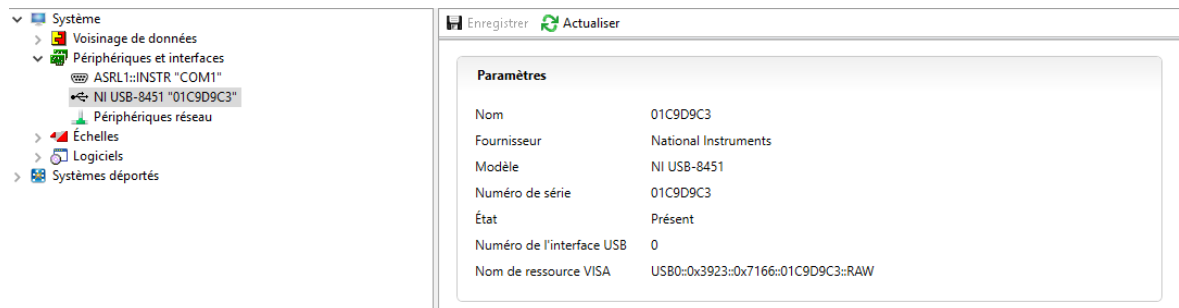 Système
Voisinage de données
Périphériques et interfaces
ASRL1::INSTR "COM1"
NI USB-8451 "01C9D9C3"
Périphériques réseau
Échelles
Logiciels
Systèmes déportés
Enregistrer Actualiser
Paramètres
Nom 01C9D9C3
Fournisseur National Instruments
Modèle NI USB-8451
Numéro de série 01C9D9C3
État Présent
Numéro de l'interface USB 0
Nom de ressource VISA USB0::0x3923::0x7166::01C9D9C3::RAW